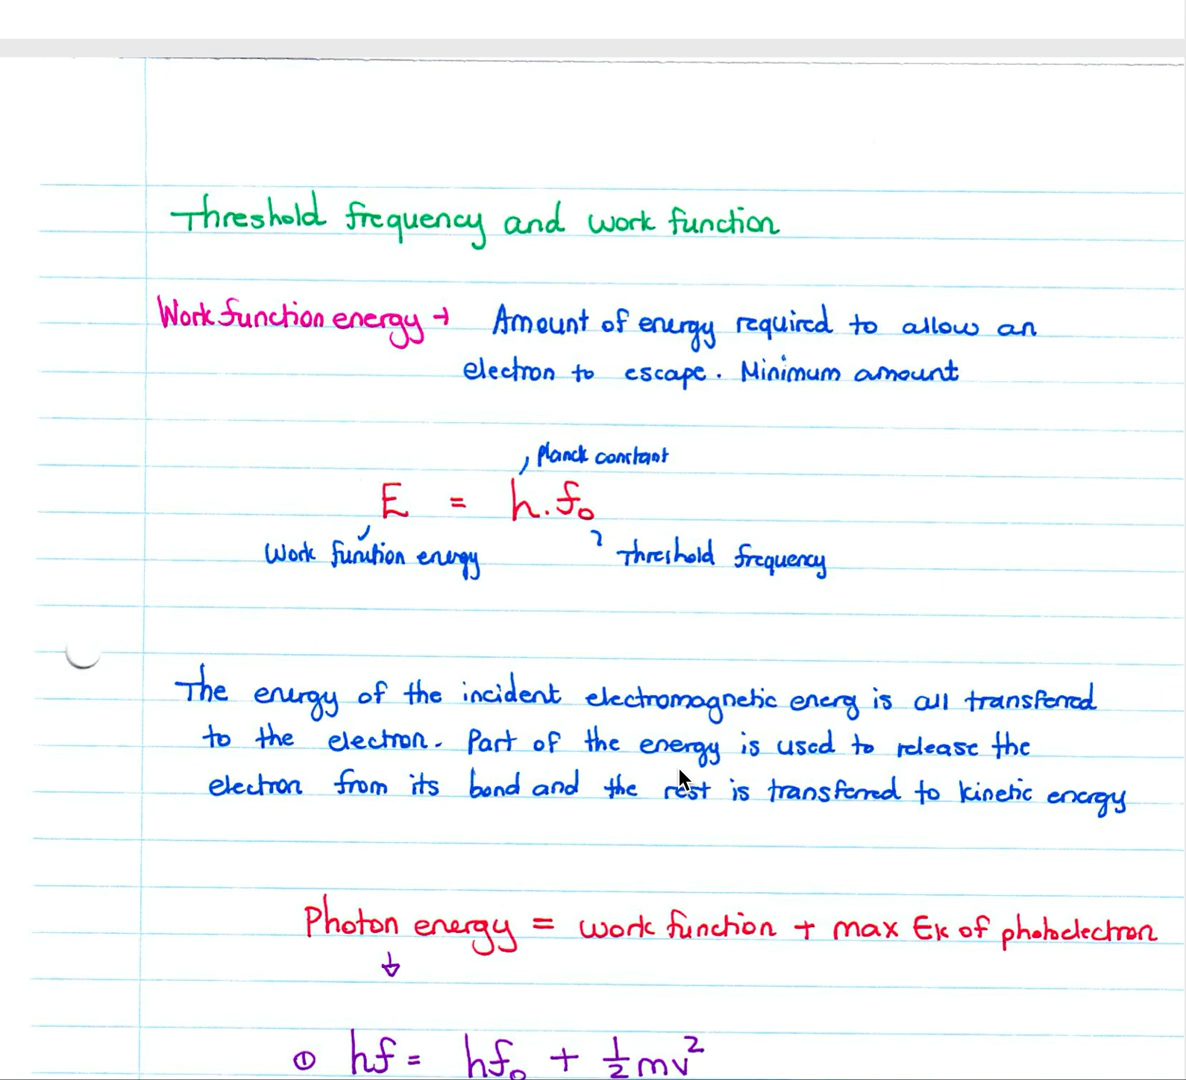 Threshold frequency and work function
Work function energy → Amount of energy required to allow an
electron to escape. Minimum amount
Planck constant
E = h.f₀
Work function energy
Threshold frequency
The energy of the incident electromagnetic energ is all transferred
to the electron. Part of the energy is used to release the
electron from its bond and the rest is transferred to kinetic energy
Photon energy = work function + max Ek of photoelectron
↓
① hf = hf₀ + ½mv²